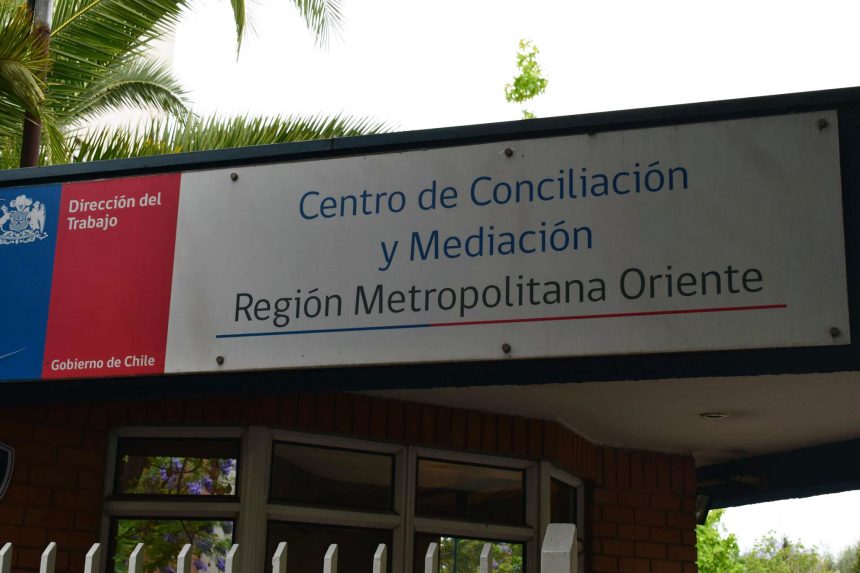 Dirección del
Trabajo
Gobierno de Chile
Centro de Conciliación
y Mediación
Región Metropolitana Oriente